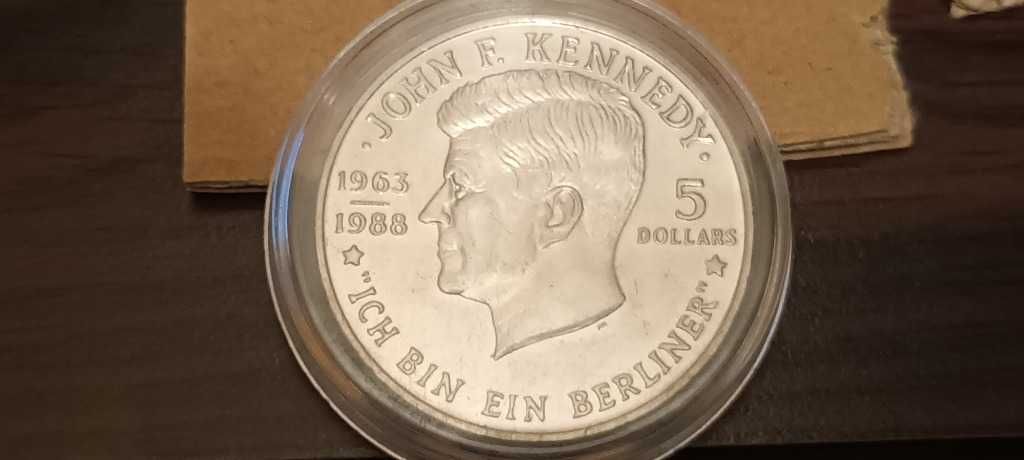 · JOHN F. KENNEDY ·
1963
1988
5
DOLLARS
"ICH BIN EIN BERLINER"